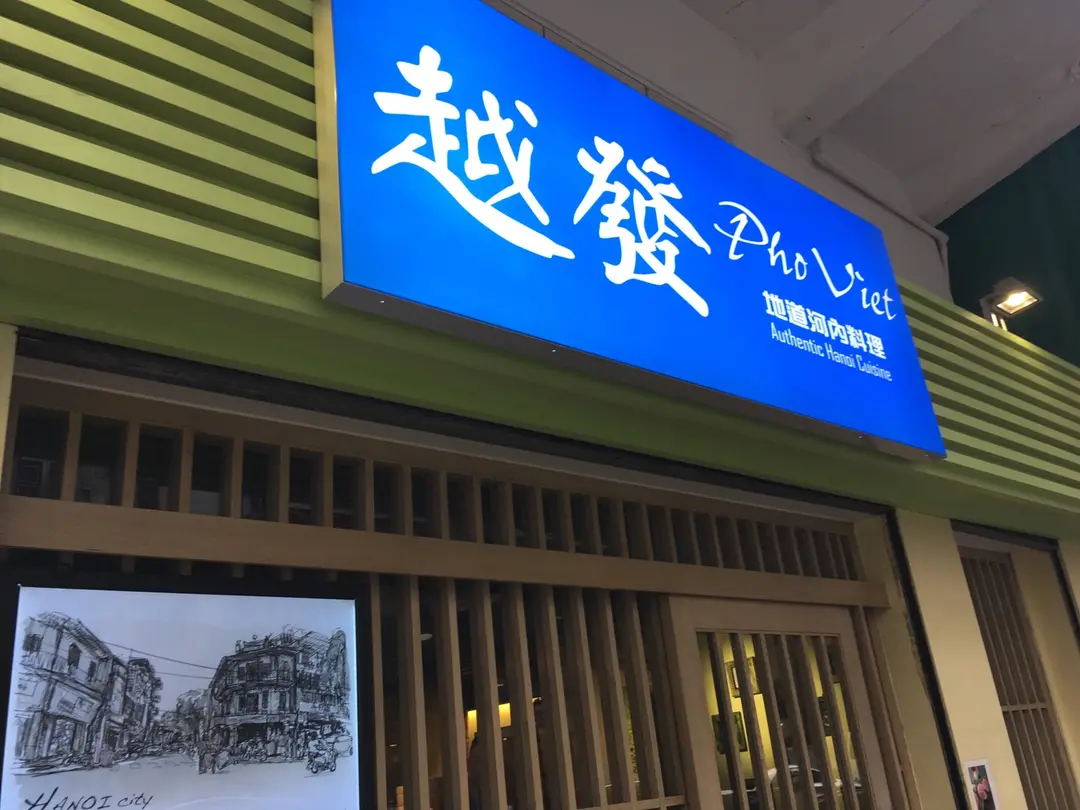 越發
Pho Viet
地道河內料理
Authentic Hanoi Cuisine
HANOI city